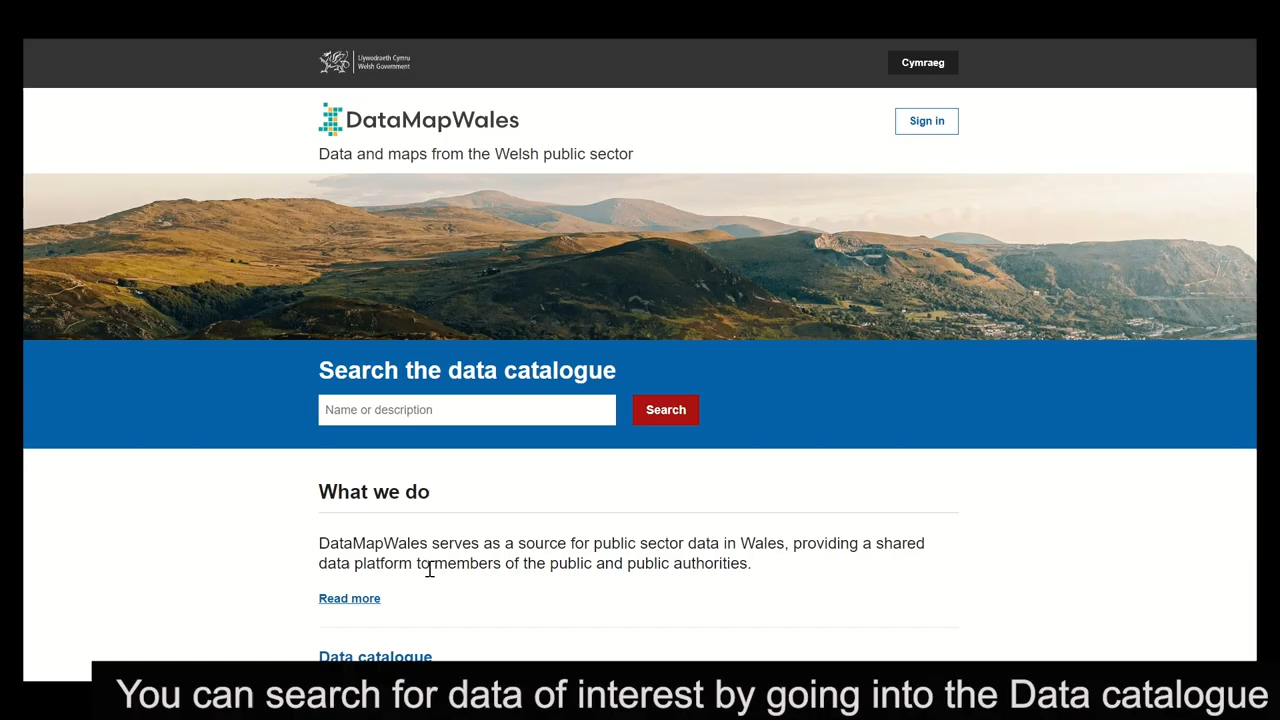 Llywodraeth Cymru
Welsh Government
Cymraeg
DataMapWales
Sign in
Data and maps from the Welsh public sector
Search the data catalogue
Name or description
Search
What we do
DataMapWales serves as a source for public sector data in Wales, providing a shared
data platform to members of the public and public authorities.
Read more
Data catalogue
You can search for data of interest by going into the Data catalogue